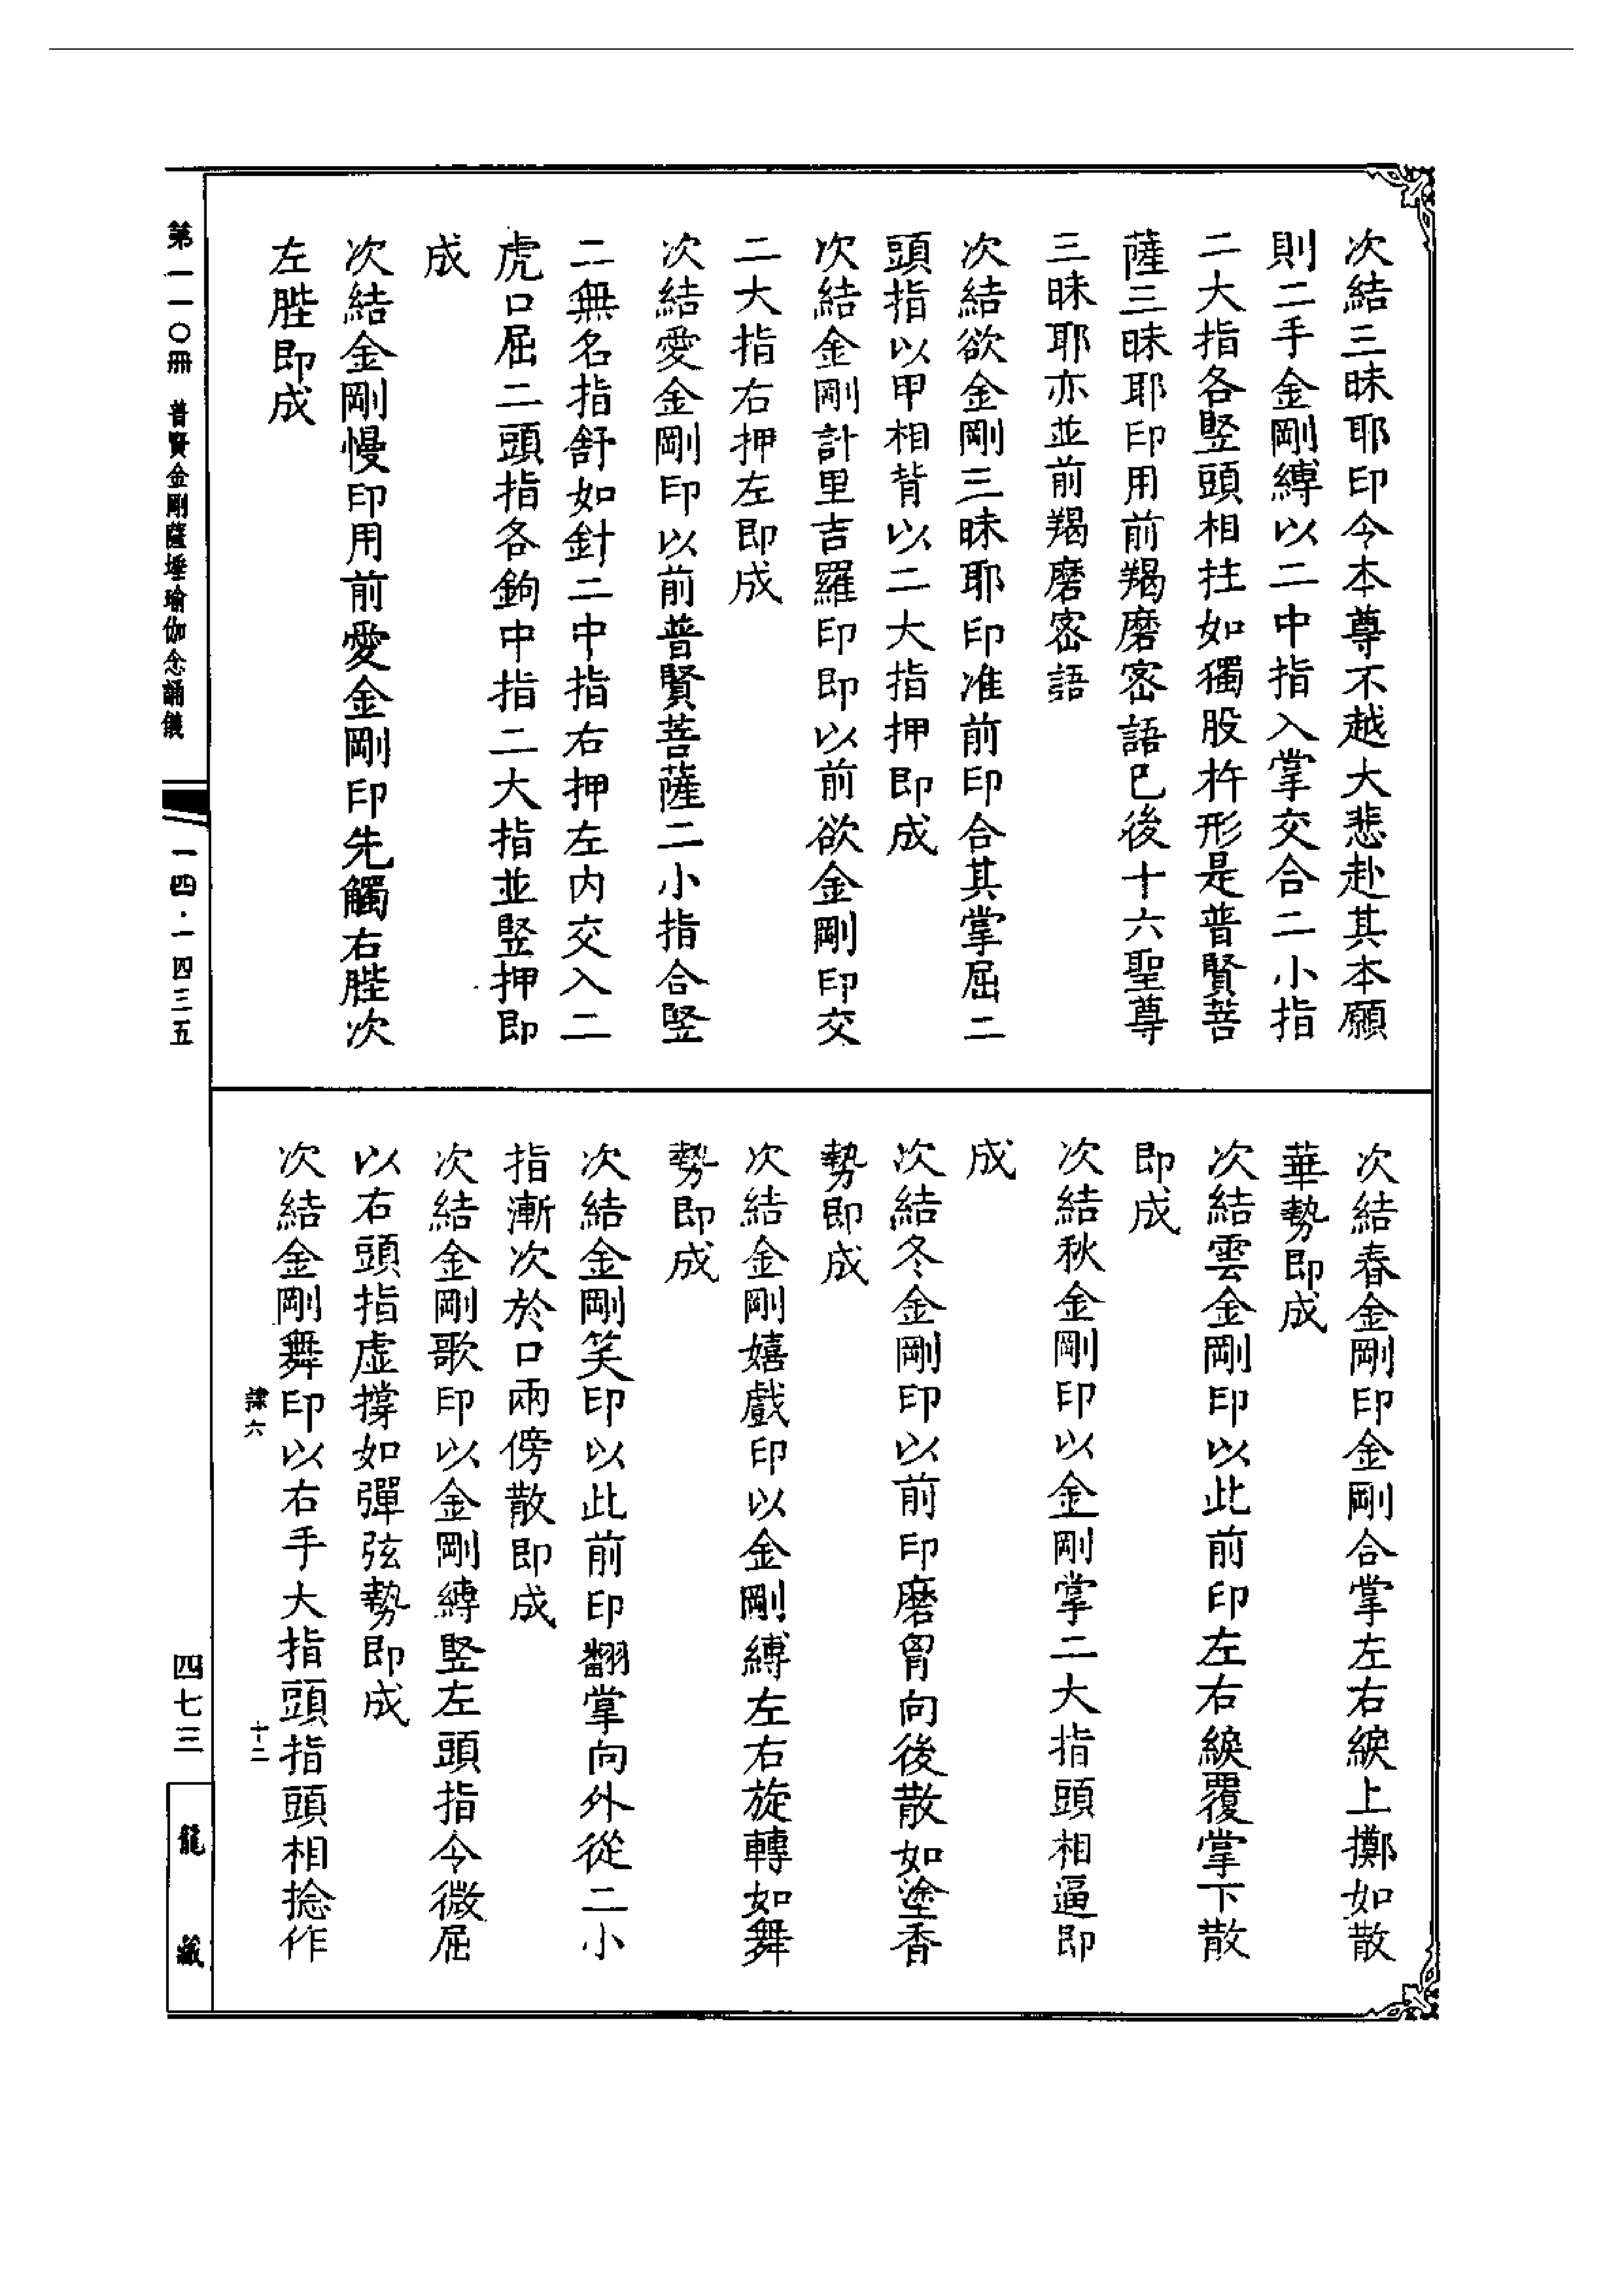 次結三昧耶印令本尊不越大悲赴其本願
則二手金剛縛以二中指入掌交合二小指
二大指各竪頭相拄如獨股杵形是普賢菩
薩三昧耶印用前羯磨密語已後十六聖尊
三昧耶亦並前羯磨密語
次結欲金剛三昧耶印准前印合其掌屈二
頭指以甲相背以二大指押即成
次結金剛計里吉羅印即以前欲金剛印交
二大指右押左即成
次結愛金剛印以前普賢菩薩二小指合竪
二無名指舒如針二中指右押左内交入二
虎口屈二頭指各鉤中指二大指並竪押即
成
次結金剛慢印用前愛金剛印先觸右䏶次
左䏶即成
次結春金剛印金剛合掌左右綟上擲如散
華勢即成
次結雲金剛印以此前印左右綟覆掌下散
即成
次結秋金剛印以金剛掌二大指頭相逼即
成
次結冬金剛印以前印磨胷向後散如塗香
勢即成
次結金剛嬉戲印以金剛縛左右旋轉如舞
勢即成
次結金剛笑印以此前印翻掌向外從二小
指漸次於口兩傍散即成
次結金剛歌印以金剛縛竪左頭指令微屈
以右頭指虛撑如彈弦勢即成
次結金剛舞印以右手大指頭指頭相捻作
隸六 十二
第一一〇冊 普賢金剛薩埵瑜伽念誦儀
一四·一四三五
四七三
龍藏